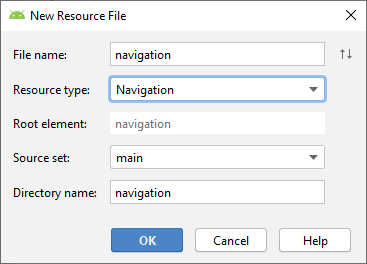 New Resource File
File name: navigation
Resource type: Navigation
Root element: navigation
Source set: main
Directory name: navigation
OK Cancel Help